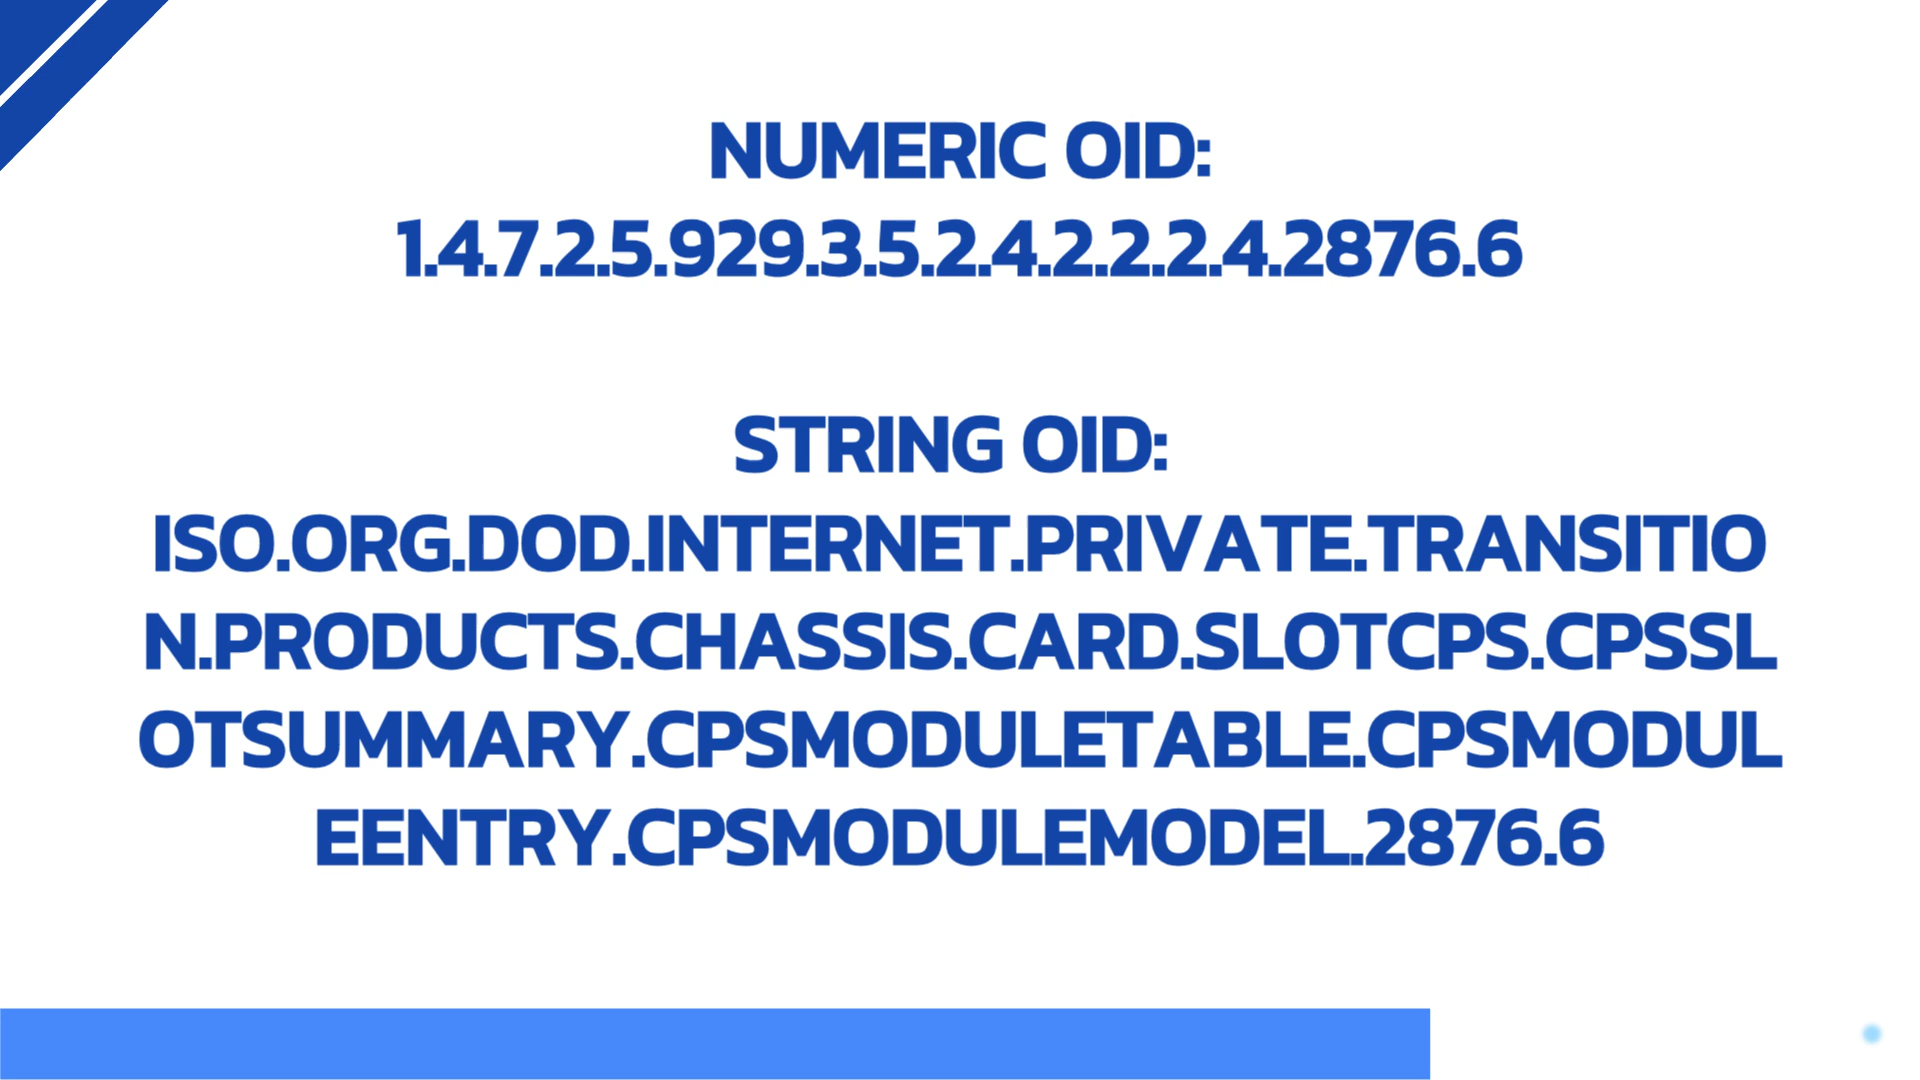 NUMERIC OID:
1.4.7.2.5.929.3.5.2.4.2.2.2.4.2876.6
STRING OID:
ISO.ORG.DOD.INTERNET.PRIVATE.TRANSITIO
N.PRODUCTS.CHASSIS.CARD.SLOTCPS.CPSSL
OTSUMMARY.CPSMODULETABLE.CPSMODUL
EENTRY.CPSMODULEMODEL.2876.6